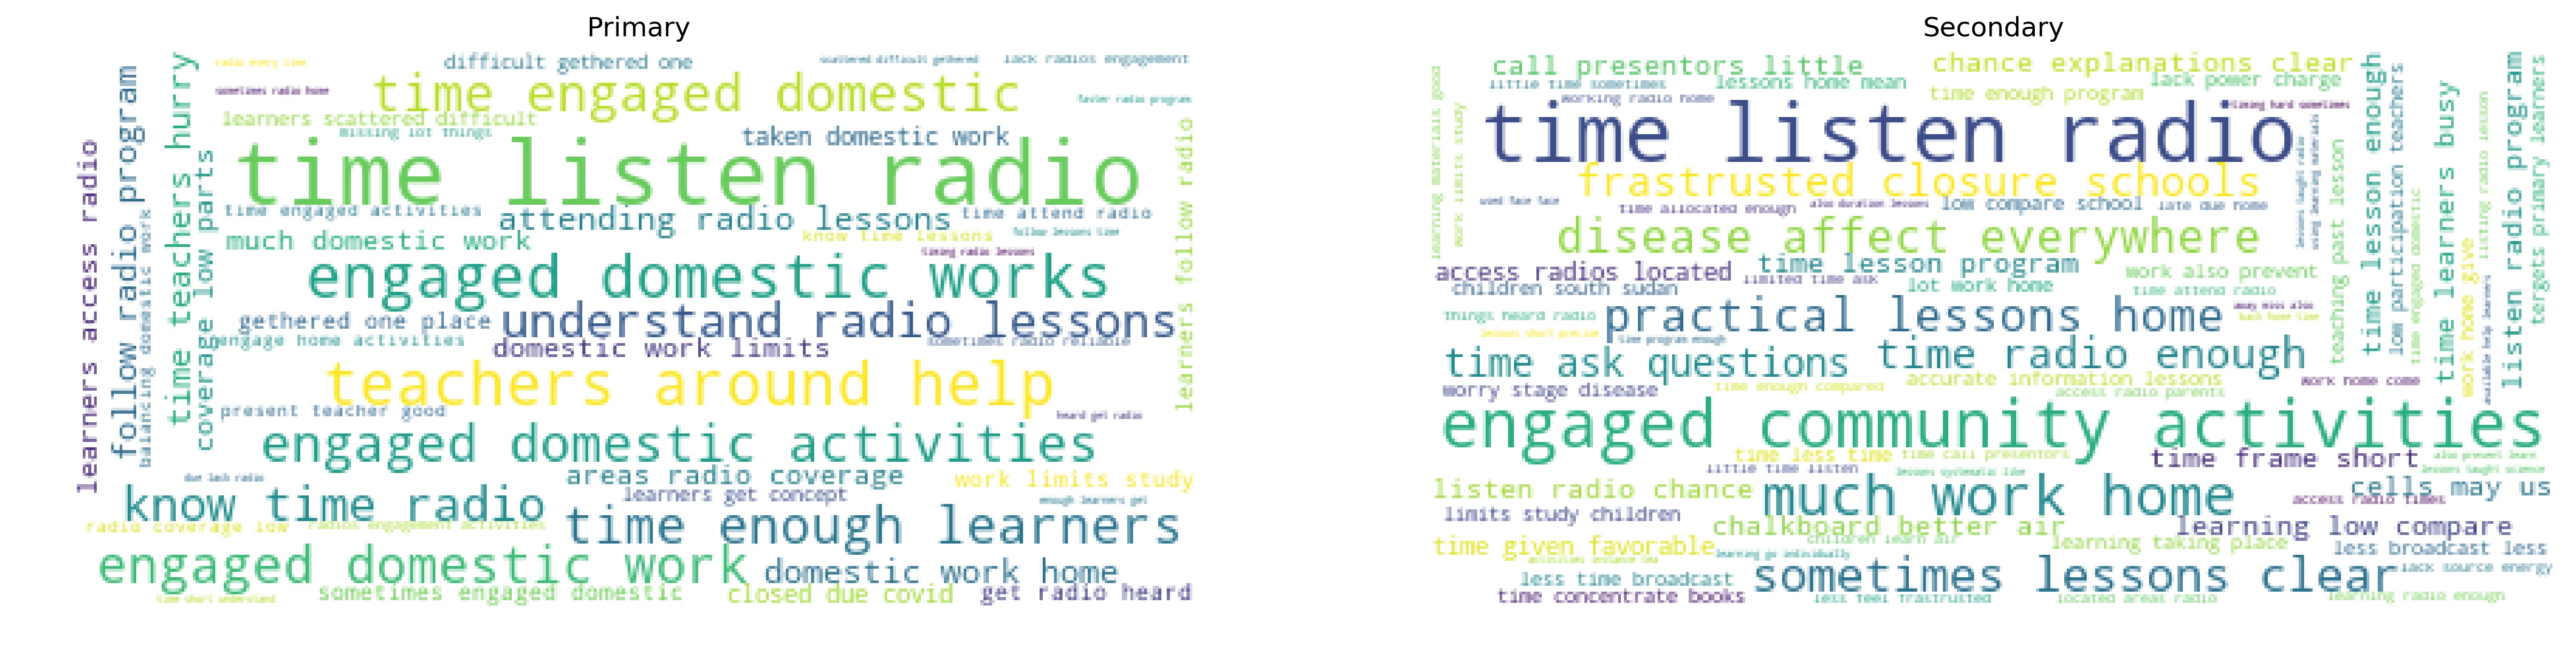 Primary
radio every time
difficult gethered one
scattered difficult gethered
lack radios engagement
sometimes radio home
time engaged domestic
faster radio program
learners scattered difficult
missing lot things
taken domestic work
time listen radio
time engaged activities
attending radio lessons
time attend radio
much domestic work
know time lessons
follow lessons time
timing radio lessons
engaged domestic works
gethered one place
understand radio lessons
engage home activities
domestic work limits
sometimes radio reliable
teachers around help
present teacher good
heard get radio
engaged domestic activities
due lack radio
areas radio coverage
work limits study
know time radio
learners get concept
enough learners get
radio coverage low
radios engagement activities
time enough learners
engaged domestic work
domestic work home
time short understand
sometimes engaged domestic
closed due covid
get radio heard
learners access radio
follow radio program
balancing domestic work
time teachers hurry
coverage low parts
learners follow radio
Secondary
call presentors little
chance explanations clear
little time sometimes
lessons home mean
lack power charge
working radio home
time enough program
timing hard sometimes
time listen radio
frastrusted closure schools
used face face
time allocated enough
also duration lessons
low compare school
late due home
disease affect everywhere
access radios located
time lesson program
work also prevent
children south sudan
limited time ask
lot work home
time attend radio
things heard radio
practical lessons home
away miss also
back home time
lessons short precise
time program enough
time ask questions
time radio enough
worry stage disease
time enough compared
accurate information lessons
work home come
access radio parents
engaged community activities
time less time
time call presentors
time frame short
also prevent learn
little time listen
lessons systematic like
lessons taught science
listen radio chance
much work home
cells may us
access radio times
limits study children
chalkboard better air
learning low compare
time given favorable
children learn air
learning taking place
less broadcast less
learning go individually
less time broadcast
sometimes lessons clear
lack source energy
time concentrate books
less feel frastrusted
located areas radio
learning radio enough
learning materials good
work limits study
lessons taught radio
using learning materials
teaching past lesson
time lesson enough
low participation teachers
time engaged domestic
time learners busy
work home give
listing radio lesson
available help learners
listen radio program
tergets primary learners